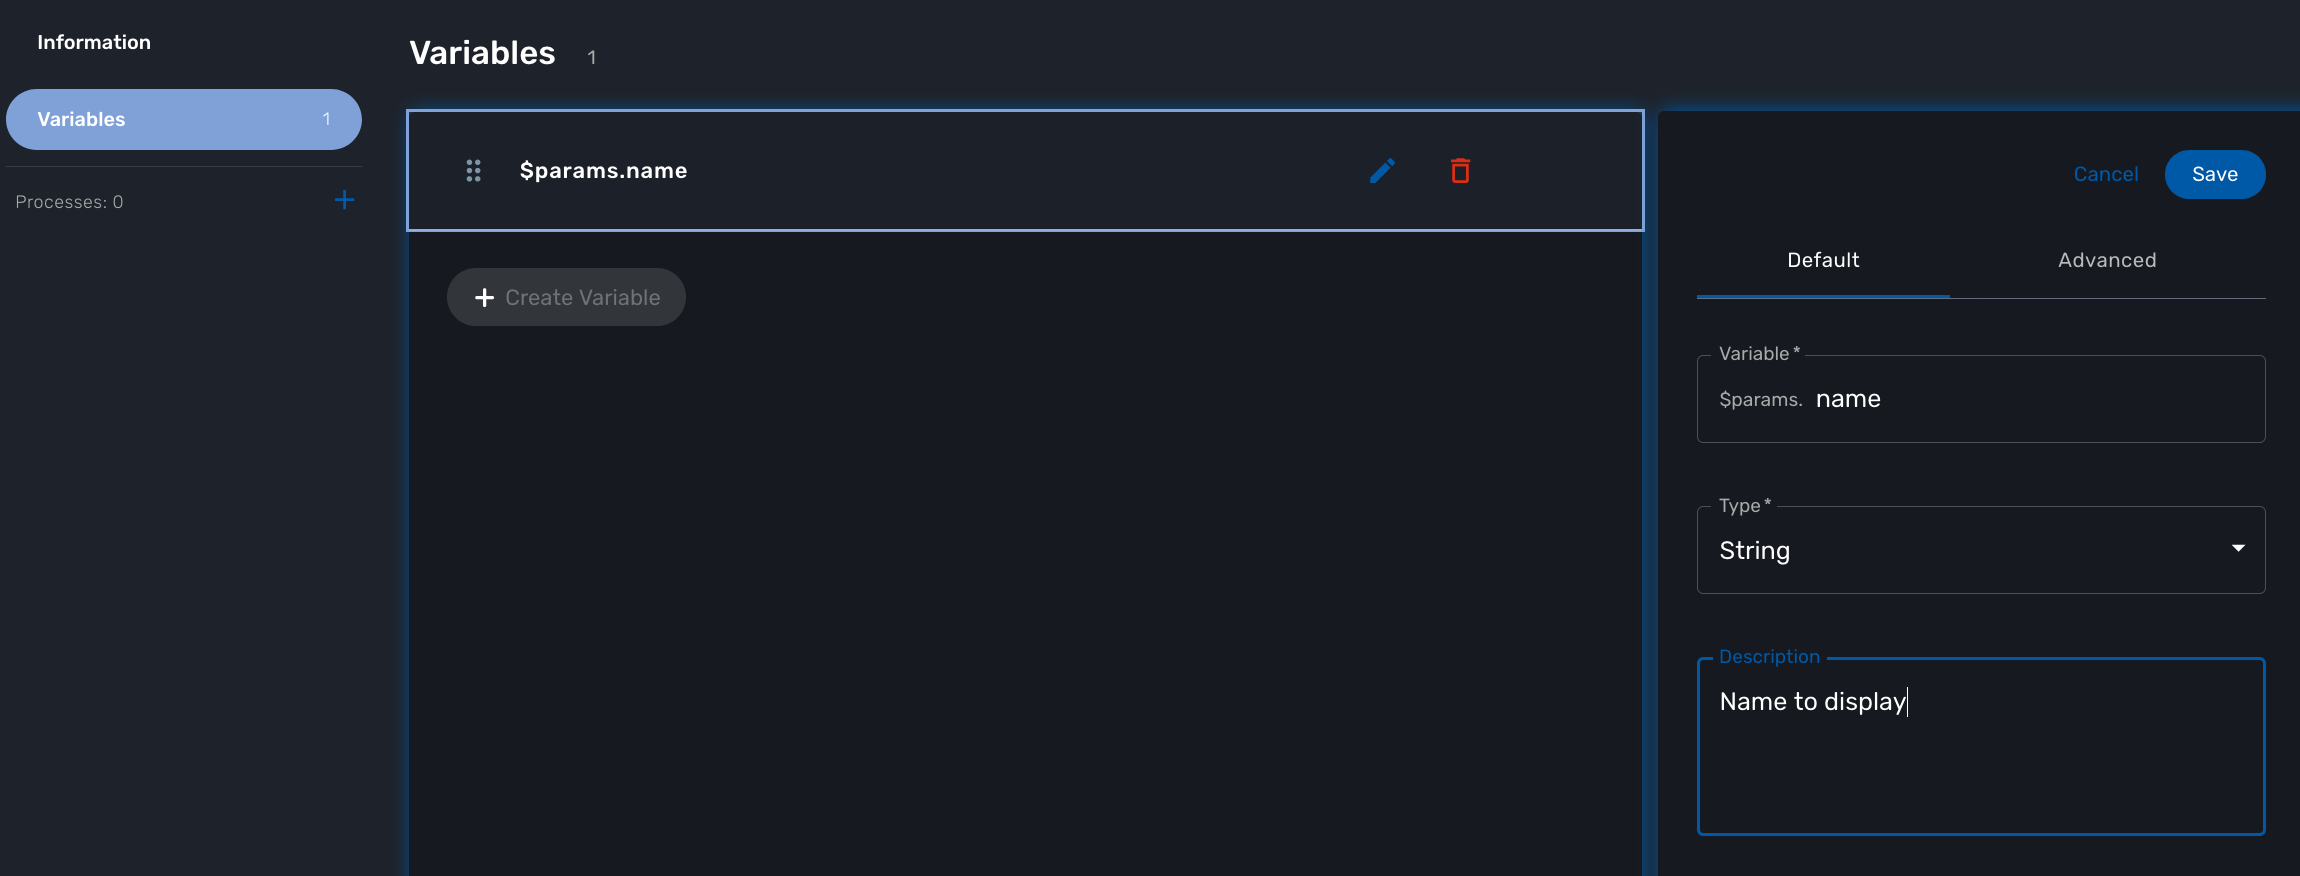 Information
Variables 1
Processes: 0
Variables 1
$params.name
Create Variable
Cancel Save
Default Advanced
Variable *
$params. name
Type *
String
Description
Name to display